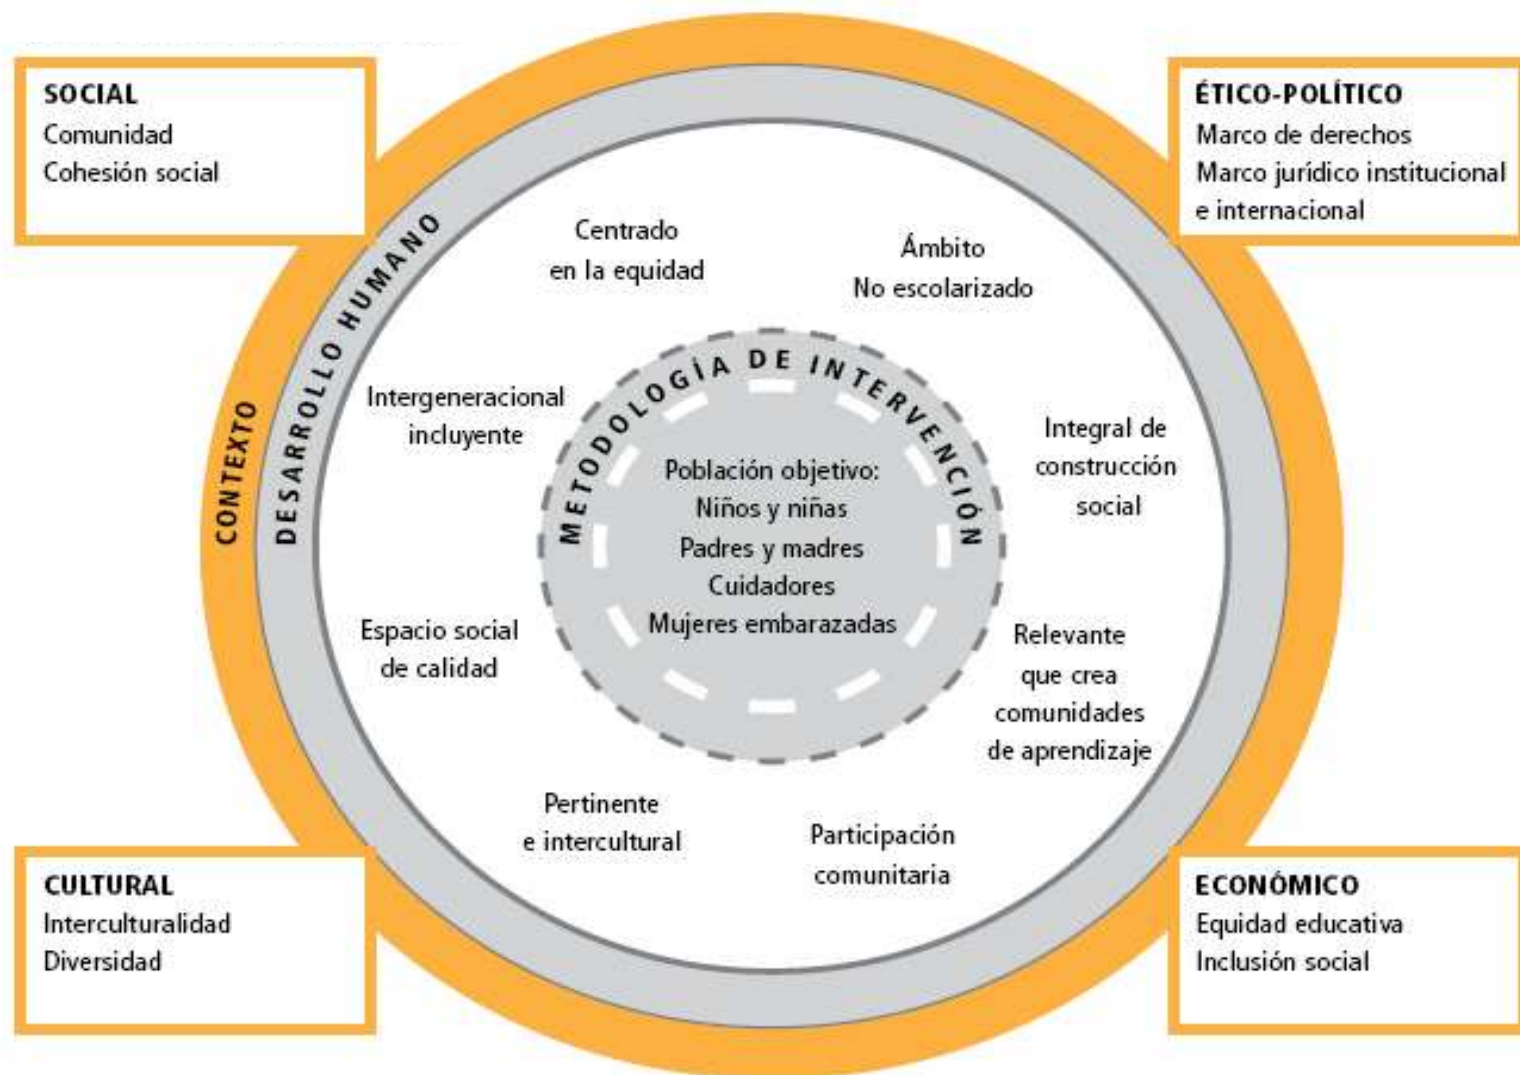 SOCIAL
Comunidad
Cohesión social
ÉTICO-POLÍTICO
Marco de derechos
Marco jurídico instítucional
e internacional
CONTEXTO
DESARROLLO HUMANO
Centrado
en la equidad
Ámbito
No escolarizado
Intergeneracional
incluyente
Integral de
construcción
social
METODOLOGÍA DE INTERVENCIÓN
Población objetivo:
Niños y niñas
Padres y madres
Cuidadores
Mujeres embarazadas
Espacio social
de calidad
Relevante
que crea
comunidades
de aprendizaje
Pertinente
e intercultural
Participación
comunitaria
CULTURAL
Interculturalidad
Diversidad
ECONÓMICO
Equidad educativa
Inclusión social